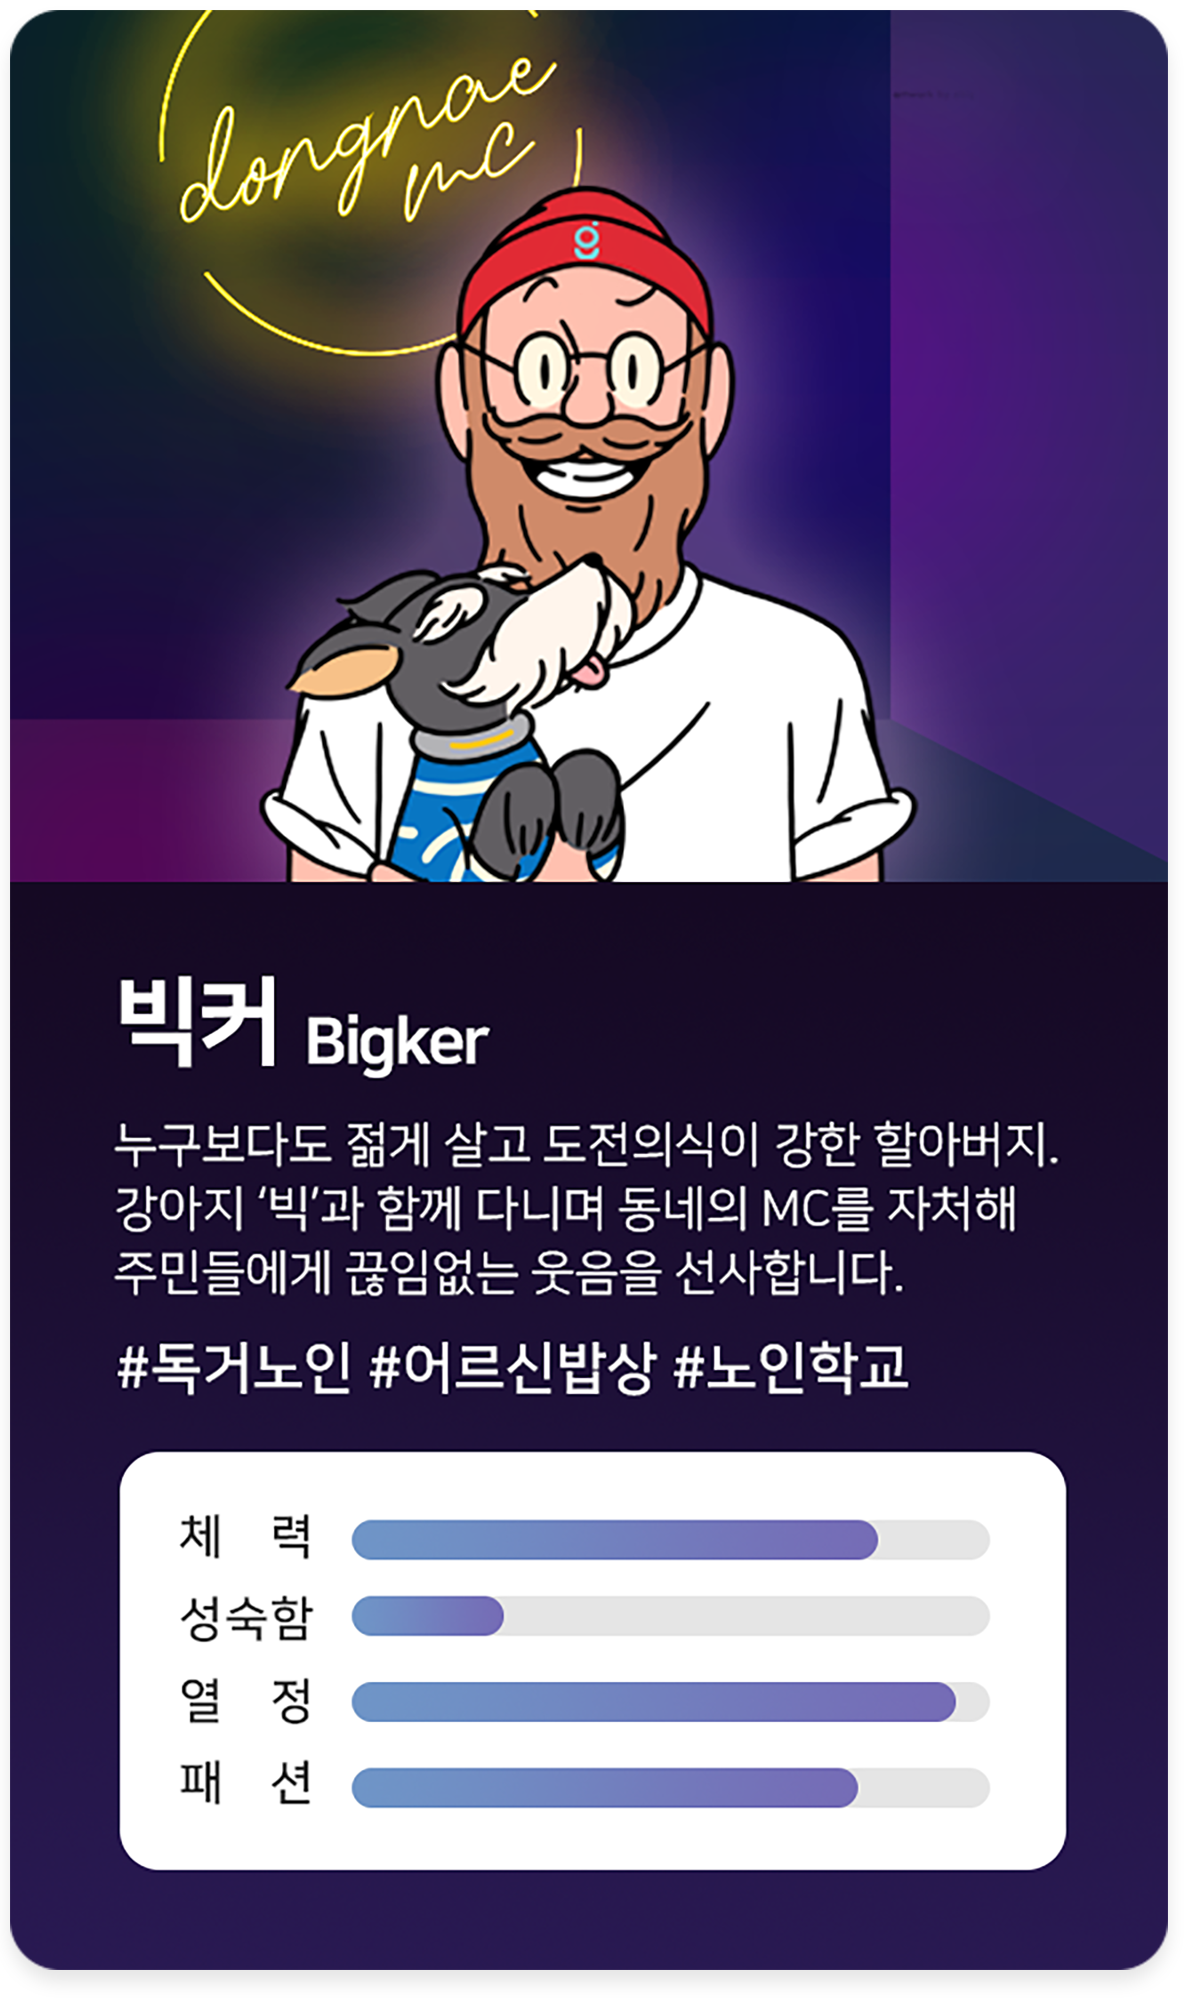 dongnae
mc
g
빅커 Bigker
누구보다도 젊게 살고 도전의식이 강한 할아버지.
강아지 ‘빅’과 함께 다니며 동네의 MC를 자처해
주민들에게 끊임없는 웃음을 선사합니다.
#독거노인 #어르신밥상 #노인학교
체 력
성숙함
열 정
패 션